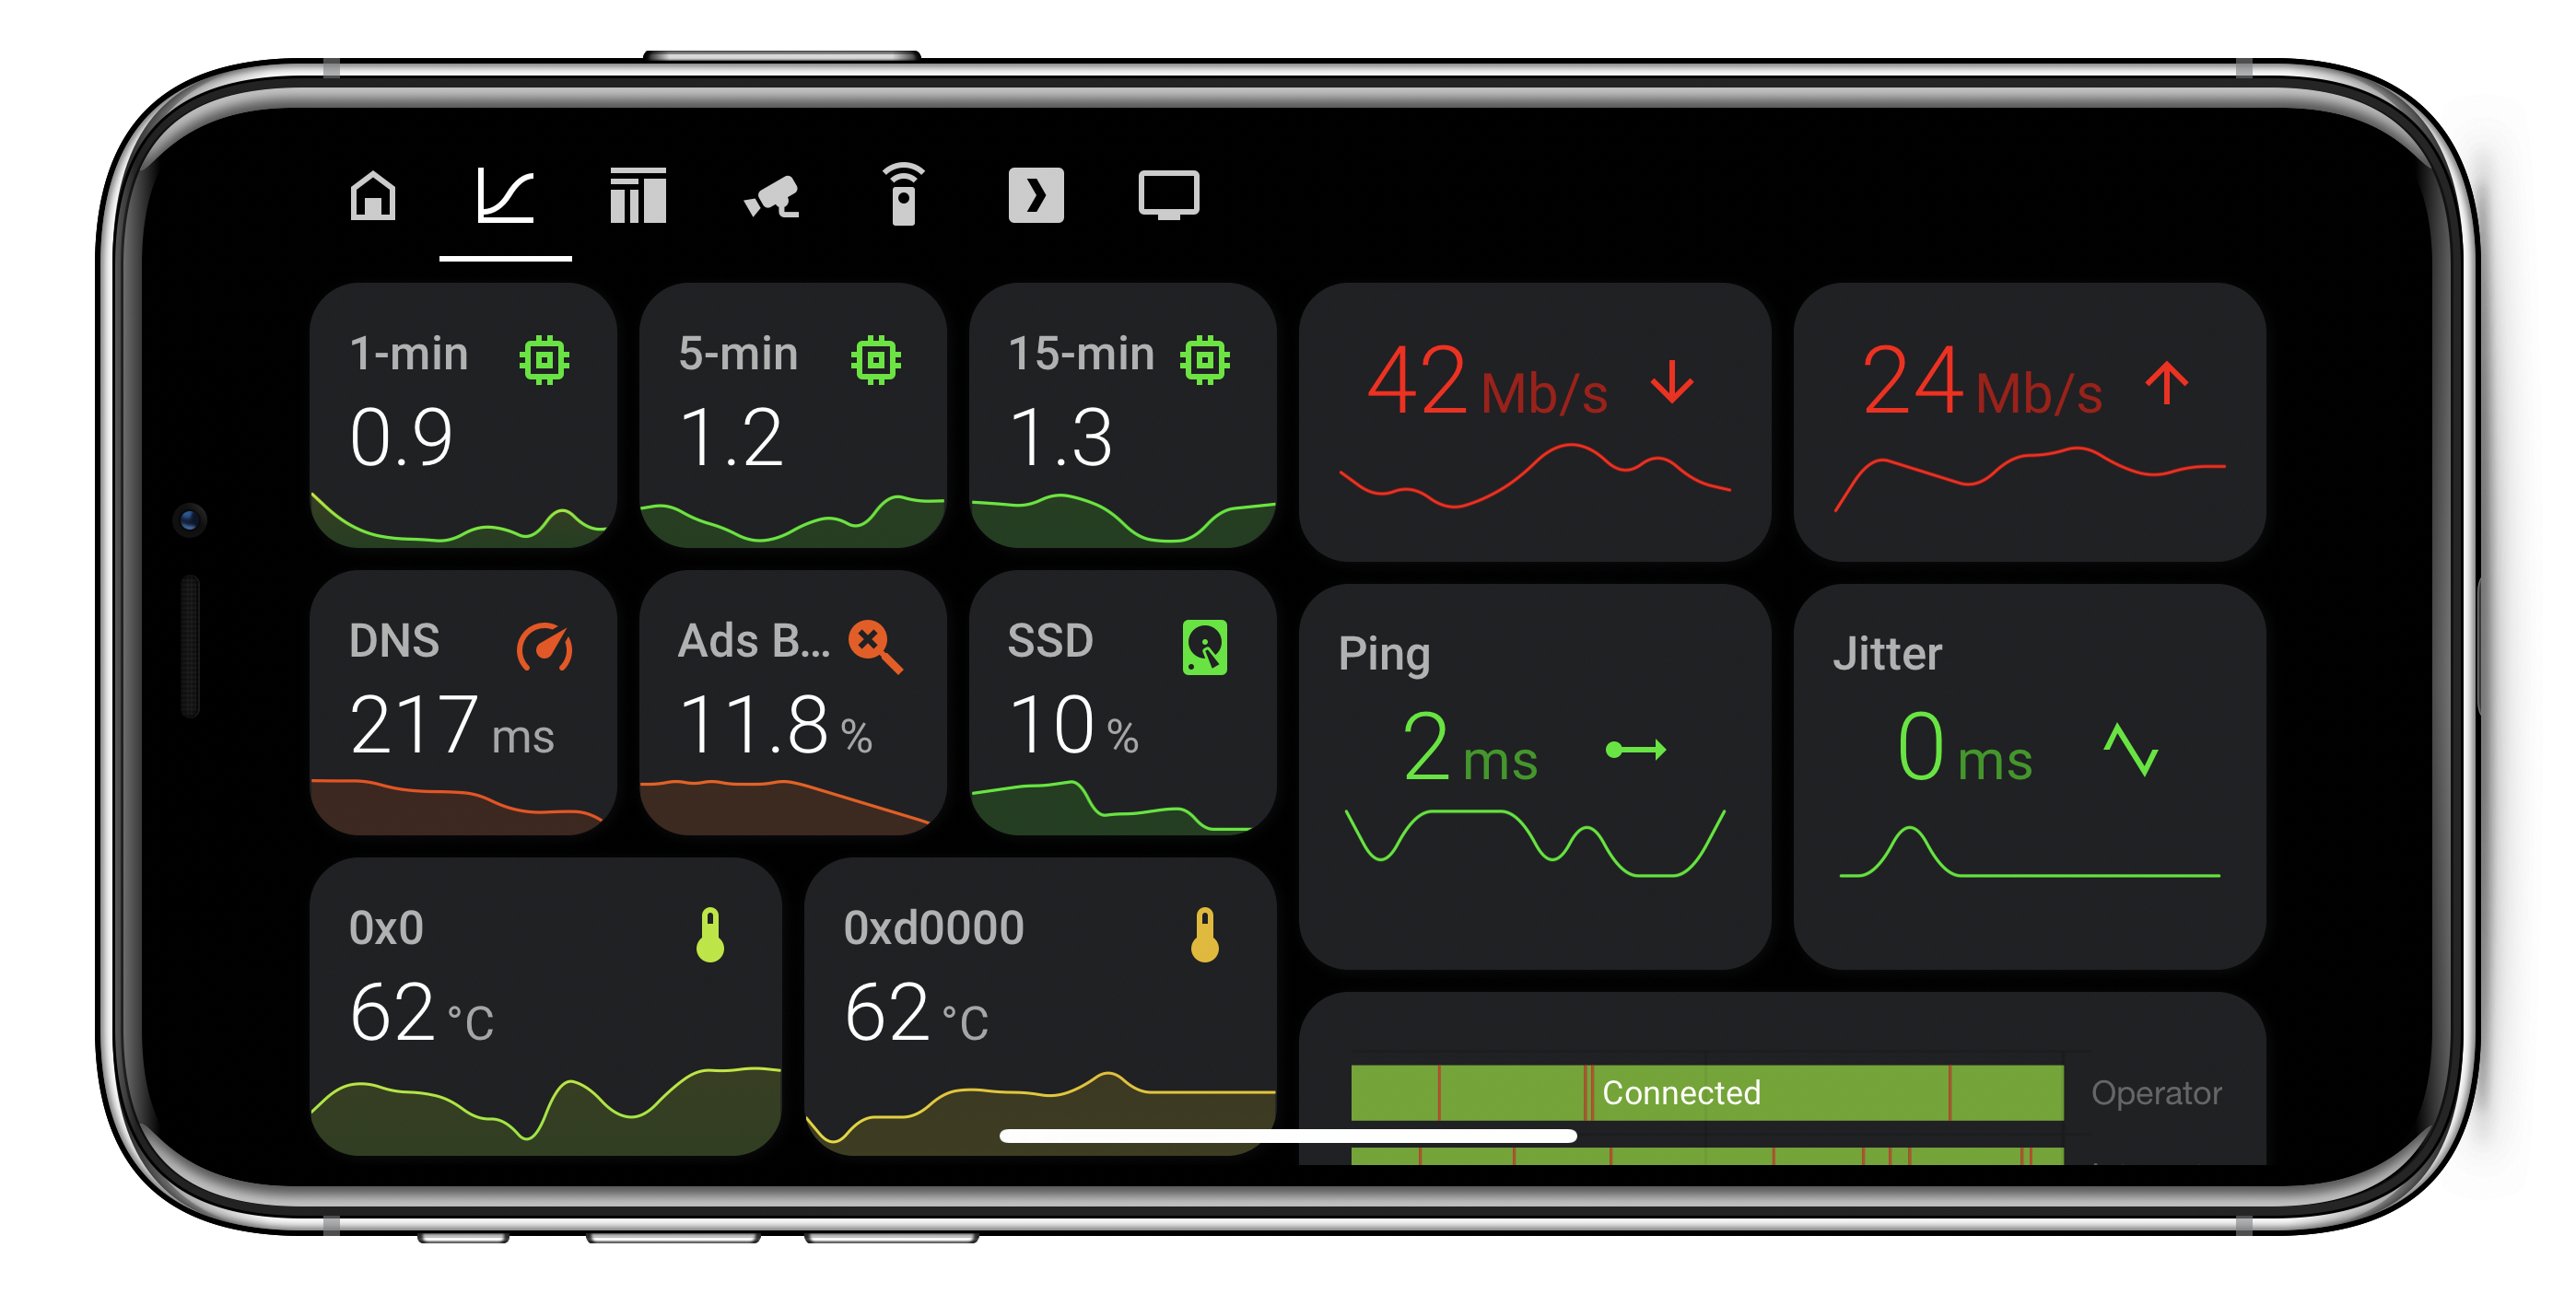 1-min
0.9
5-min
1.2
15-min
1.3
42 Mb/s
24 Mb/s
DNS
217 ms
Ads B...
11.8 %
SSD
10 %
Ping
2 ms
Jitter
0 ms
0x0
62 °C
0xd0000
62 °C
Connected
Operator